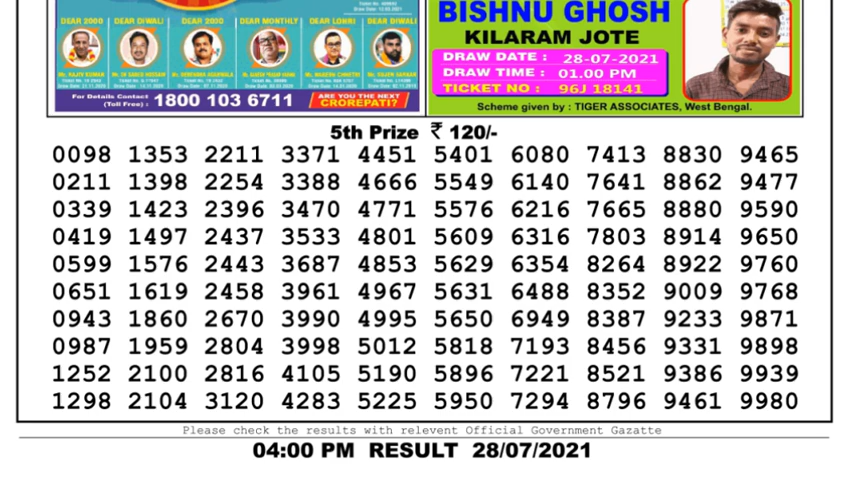 DEAR 2000 DEAR DIWALI DEAR 2000 DEAR MONTHLY DEAR LOHRI DEAR DIWALI
For Details Contact
(Toll Free) : 1800 103 6711
ARE YOU THE NEXT
CROREPATI?
BISHNU GHOSH
KILARAM JOTE
DRAW DATE : 28-07-2021
DRAW TIME : 01.00 PM
TICKET NO : 96J 18141
Scheme given by : TIGER ASSOCIATES, West Bengal.
5th Prize ₹ 120/-
0098 1353 2211 3371 4451 5401 6080 7413 8830 9465
0211 1398 2254 3388 4666 5549 6140 7641 8862 9477
0339 1423 2396 3470 4771 5576 6216 7665 8880 9590
0419 1497 2437 3533 4801 5609 6316 7803 8914 9650
0599 1576 2443 3687 4853 5629 6354 8264 8922 9760
0651 1619 2458 3961 4967 5631 6488 8352 9009 9768
0943 1860 2670 3990 4995 5650 6949 8387 9233 9871
0987 1959 2804 3998 5012 5818 7193 8456 9331 9898
1252 2100 2816 4105 5190 5896 7221 8521 9386 9939
1298 2104 3120 4283 5225 5950 7294 8796 9461 9980
Please check the results with relevent Official Government Gazatte
04:00 PM RESULT 28/07/2021